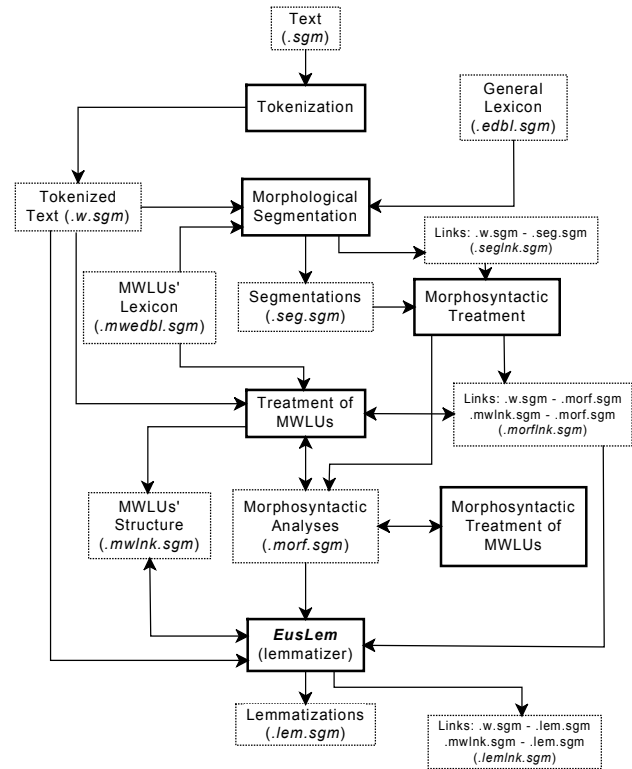 Text
(.sgm)
Tokenization
General
Lexicon
(.edbl.sgm)
Tokenized
Text (.w.sgm)
Morphological
Segmentation
Links: .w.sgm - .seg.sgm
(.seglnk.sgm)
MWLUs'
Lexicon
(.mwedbl.sgm)
Segmentations
(.seg.sgm)
Morphosyntactic
Treatment
Treatment of
MWLUs
Links: .w.sgm - .morf.sgm
.mwlnk.sgm - .morf.sgm
(.morflnk.sgm)
MWLUs'
Structure
(.mwlnk.sgm)
Morphosyntactic
Analyses
(.morf.sgm)
Morphosyntactic
Treatment of
MWLUs
EusLem
(lemmatizer)
Lemmatizations
(.lem.sgm)
Links: .w.sgm - .lem.sgm
.mwlnk.sgm - .lem.sgm
(.lemlnk.sgm)